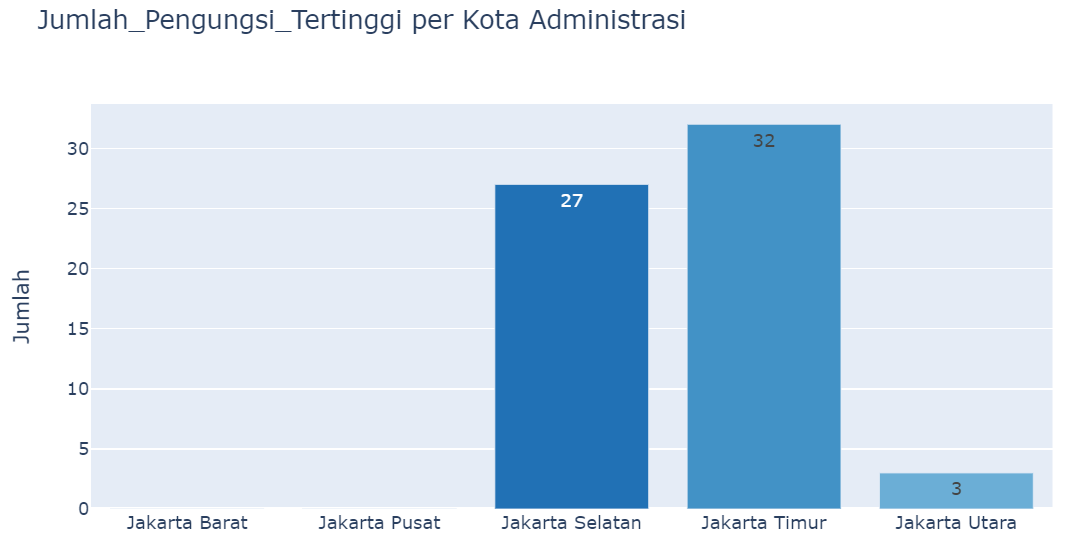 Jumlah_Pengungsi_Tertinggi per Kota Administrasi
Jumlah
30
25
20
15
10
5
0
27
32
3
Jakarta Barat
Jakarta Pusat
Jakarta Selatan
Jakarta Timur
Jakarta Utara